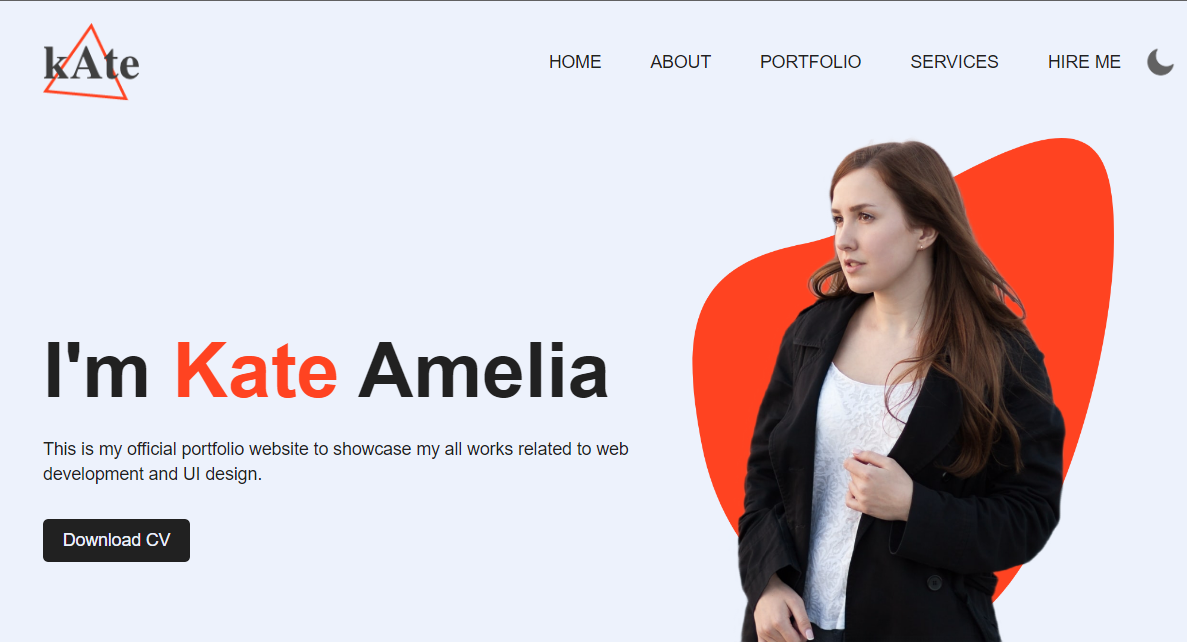 kAte
HOME ABOUT PORTFOLIO SERVICES HIRE ME
I'm Kate Amelia
This is my official portfolio website to showcase my all works related to web
development and UI design.
Download CV